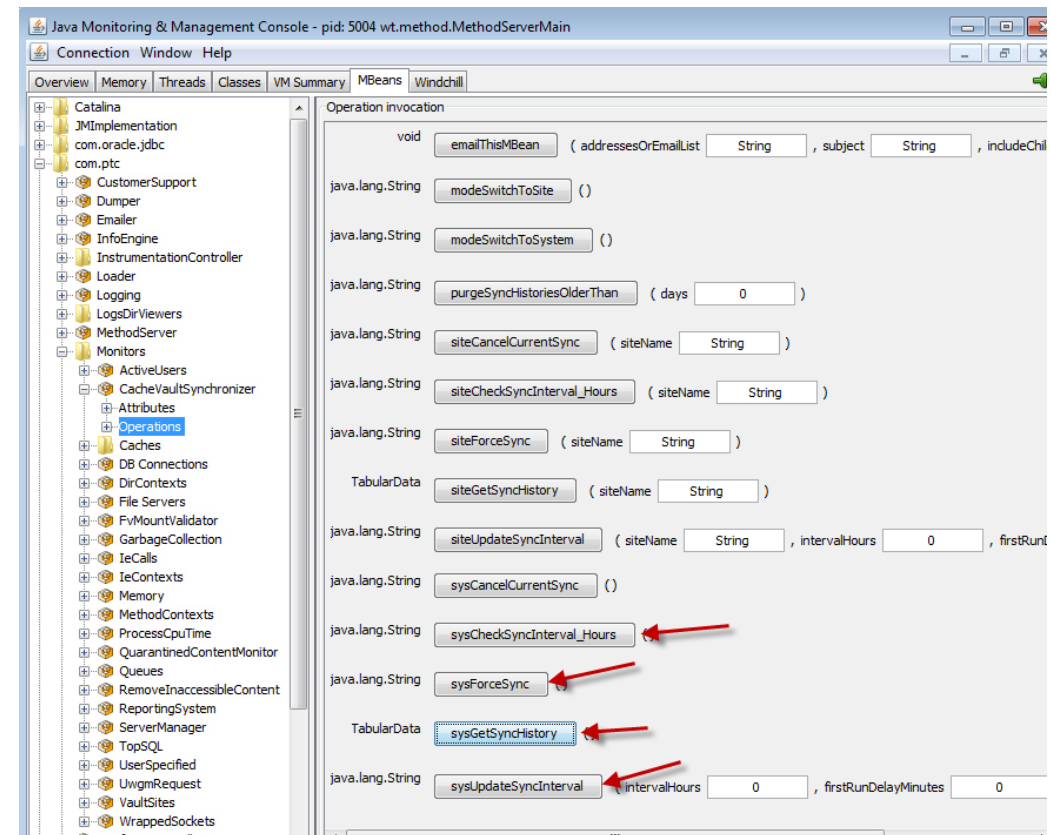 Java Monitoring & Management Console - pid: 5004 wt.method.MethodServerMain
Connection Window Help
Overview Memory Threads Classes VM Summary MBeans Windchill
Catalina
JMImplementation
com.oracle.jdbc
com.ptc
CustomerSupport
Dumper
Emailer
InfoEngine
InstrumentationController
Loader
Logging
LogsDirViewers
MethodServer
Monitors
ActiveUsers
CacheVaultSynchronizer
Attributes
Operations
Caches
DB Connections
DirContexts
File Servers
FvMountValidator
GarbageCollection
IeCalls
IeContexts
Memory
MethodContexts
ProcessCpuTime
QuarantinedContentMonitor
Queues
RemoveInaccessibleContent
ReportingSystem
ServerManager
TopSQL
UserSpecified
UwgmRequest
VaultSites
WrappedSockets
Operation invocation
void emailThisMBean ( addressesOrEmailList String , subject String , includeChil
java.lang.String modeSwitchToSite ()
java.lang.String modeSwitchToSystem ()
java.lang.String purgeSyncHistoriesOlderThan ( days 0 )
java.lang.String siteCancelCurrentSync ( siteName String )
java.lang.String siteCheckSyncInterval_Hours ( siteName String )
java.lang.String siteForceSync ( siteName String )
TabularData siteGetSyncHistory ( siteName String )
java.lang.String siteUpdateSyncInterval ( siteName String , intervalHours 0 , firstRunD
java.lang.String sysCancelCurrentSync ()
java.lang.String sysCheckSyncInterval_Hours ()
java.lang.String sysForceSync ()
TabularData sysGetSyncHistory ()
java.lang.String sysUpdateSyncInterval ( intervalHours 0 , firstRunDelayMinutes 0